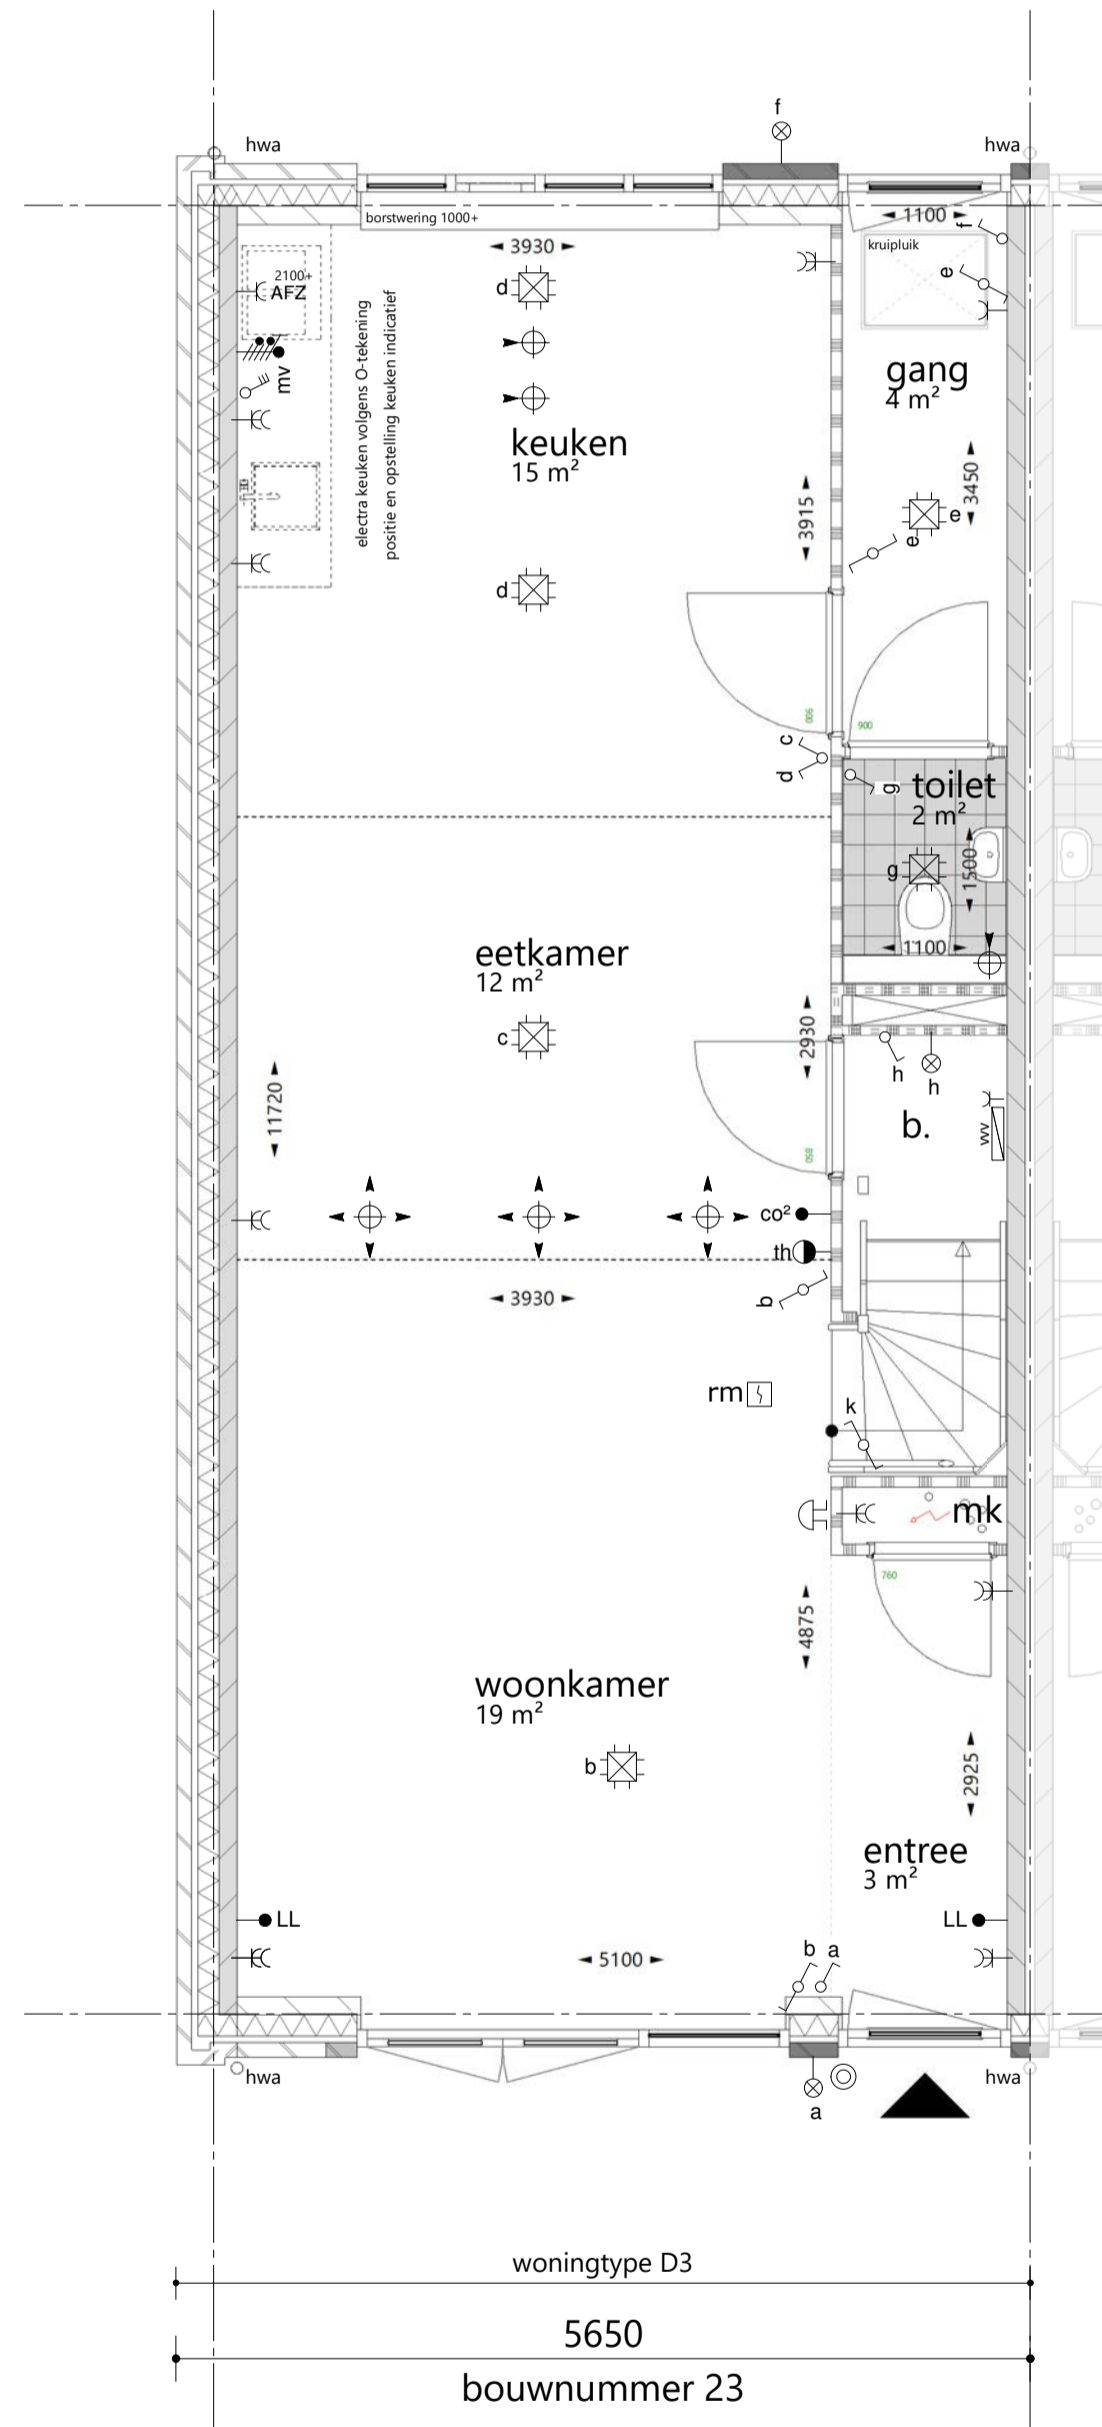 f
hwa
hwa
borstwering 1000+
1100
f
3930
kruipluik
e
d
2100+
AFZ
mv
electra keuken volgens O-tekening
positie en opstelling keuken indicatief
gang
4 m²
keuken
15 m²
3450
3915
e
e
d
900
900
c
d
toilet
2 m²
g
g
1500
1100
eetkamer
12 m²
c
2930
h
h
11720
b.
wv
850
co²
th
3930
b
rm
k
mk
760
4875
woonkamer
19 m²
b
2925
entree
3 m²
LL
LL
5100
b
a
hwa
hwa
a
woningtype D3
5650
bouwnummer 23